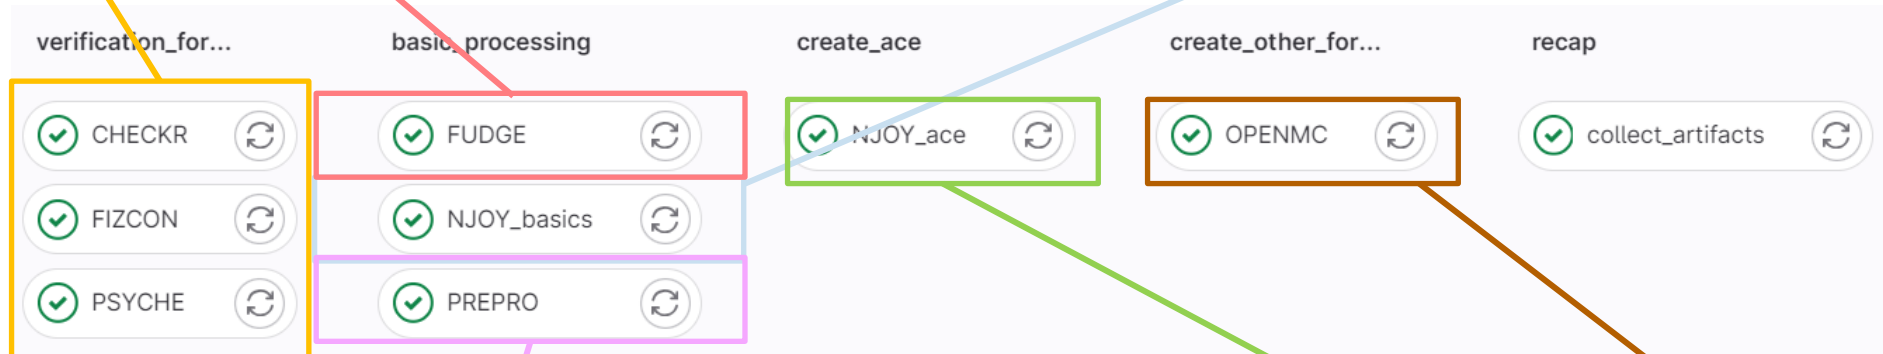 verification_for...
basic_processing
create_ace
create_other_for...
recap
CHECKR
FUDGE
NJOY_ace
OPENMC
collect_artifacts
FIZCON
NJOY_basics
PSYCHE
PREPRO